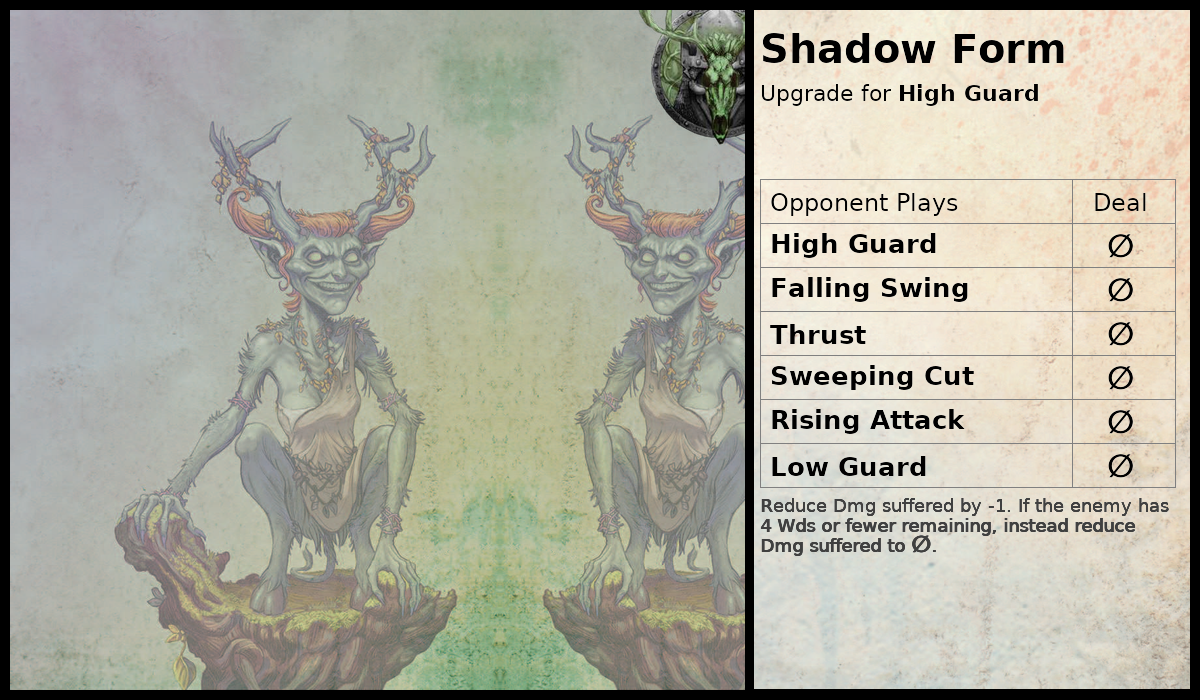 Shadow Form
Upgrade for High Guard
Opponent Plays Deal
High Guard ∅
Falling Swing ∅
Thrust ∅
Sweeping Cut ∅
Rising Attack ∅
Low Guard ∅
Reduce Dmg suffered by -1. If the enemy has
4 Wds or fewer remaining, instead reduce
Dmg suffered to ∅.